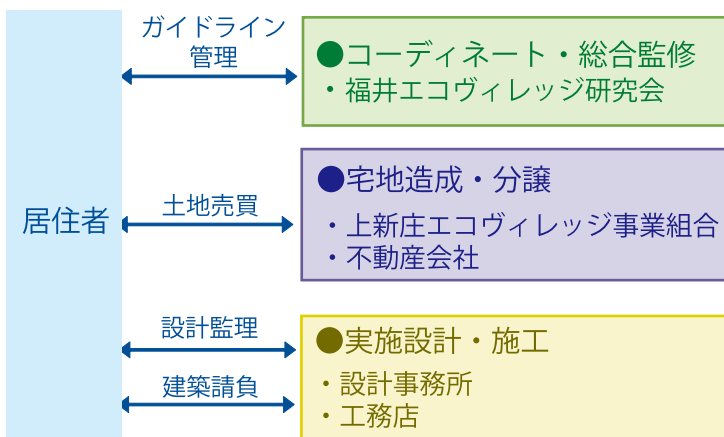 ガイドライン
管理
●コーディネート・総合監修
・福井エコヴィレッジ研究会
居住者
土地売買
●宅地造成・分譲
・上新庄エコヴィレッジ事業組合
・不動産会社
設計監理
建築請負
●実施設計・施工
・設計事務所
・工務店